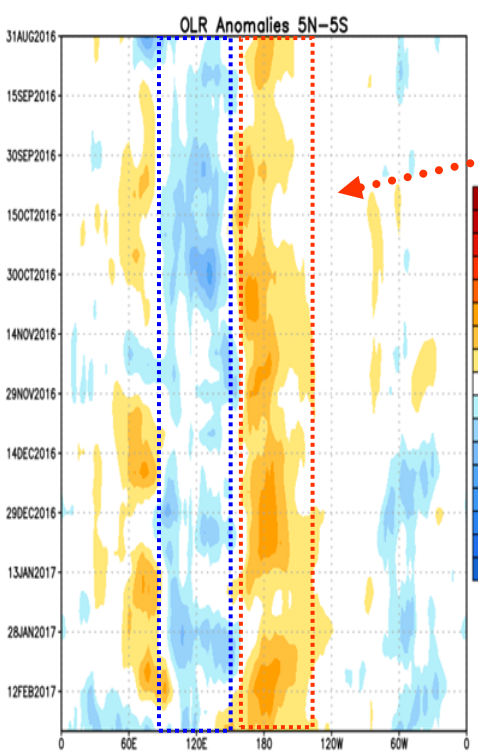 OLR Anomalies 5N–5S
31AUG2016
15SEP2016
30SEP2016
15OCT2016
30OCT2016
14NOV2016
29NOV2016
14DEC2016
29DEC2016
13JAN2017
28JAN2017
12FEB2017
0 60E 120E 180 120W 60W 0